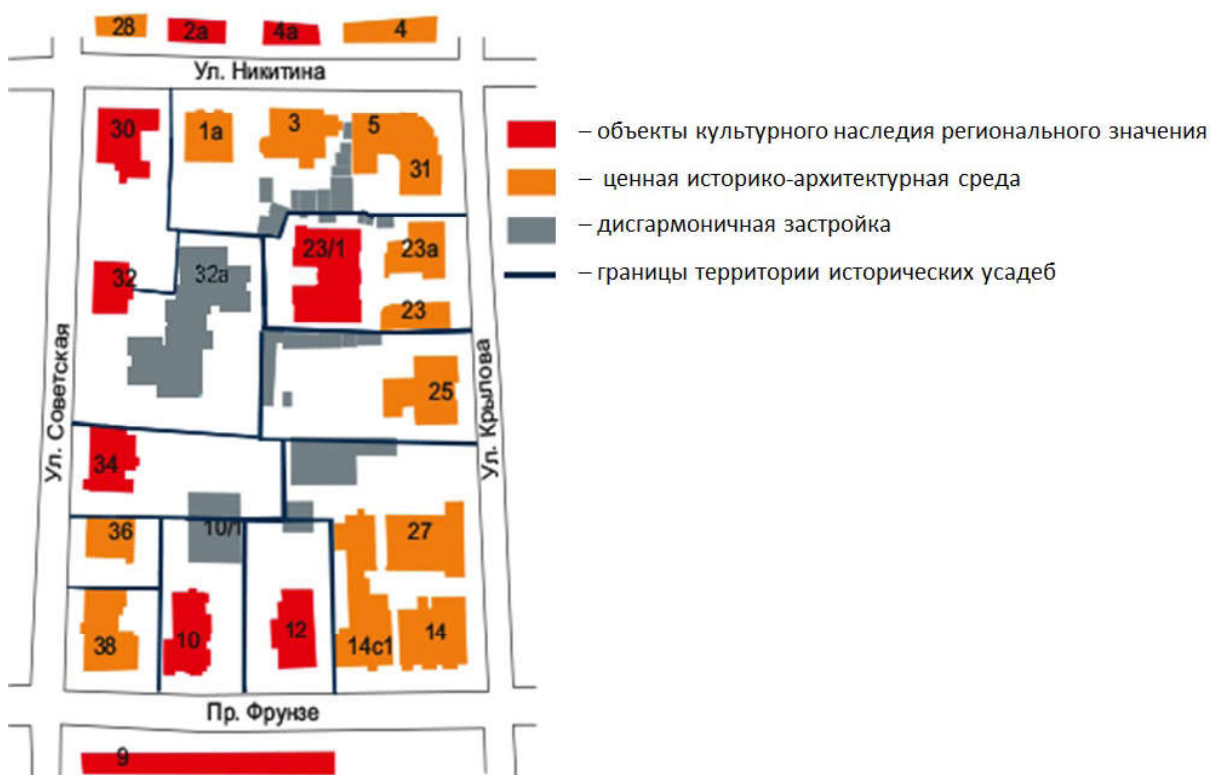 28
2а
4а
4
Ул. Никитина
30
1а
3
5
31
– объекты культурного наследия регионального значения
– ценная историко-архитектурная среда
– дисгармоничная застройка
– границы территории исторических усадеб
23/1
23а
32
32а
23
Ул. Советская
25
Ул. Крылова
34
36
10/1
27
38
10
12
14с1
14
Пр. Фрунзе
9